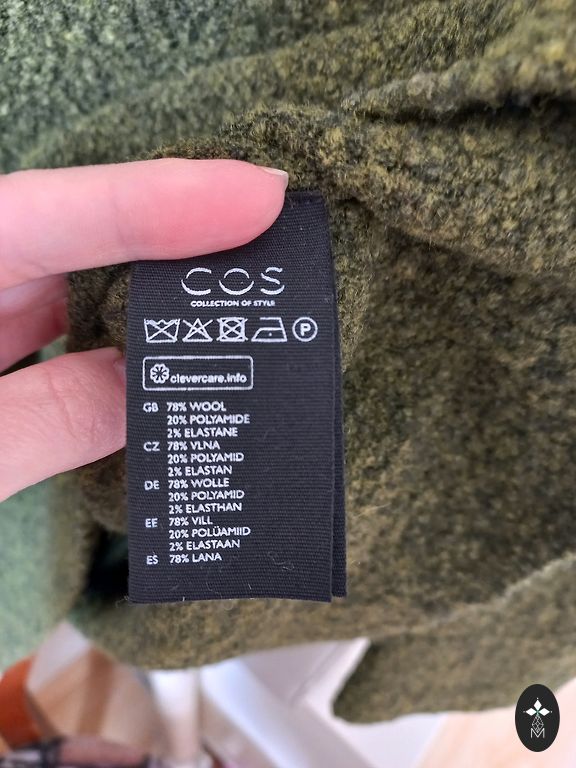 COS
COLLECTION OF STYLE
P
clevercare.info
GB 78% WOOL
20% POLYAMIDE
2% ELASTANE
CZ 78% VLNA
20% POLYAMID
2% ELASTAN
DE 78% WOLLE
20% POLYAMID
2% ELASTHAN
EE 78% VILL
20% POLÜAMIID
2% ELASTAAN
ES 78% LANA
M